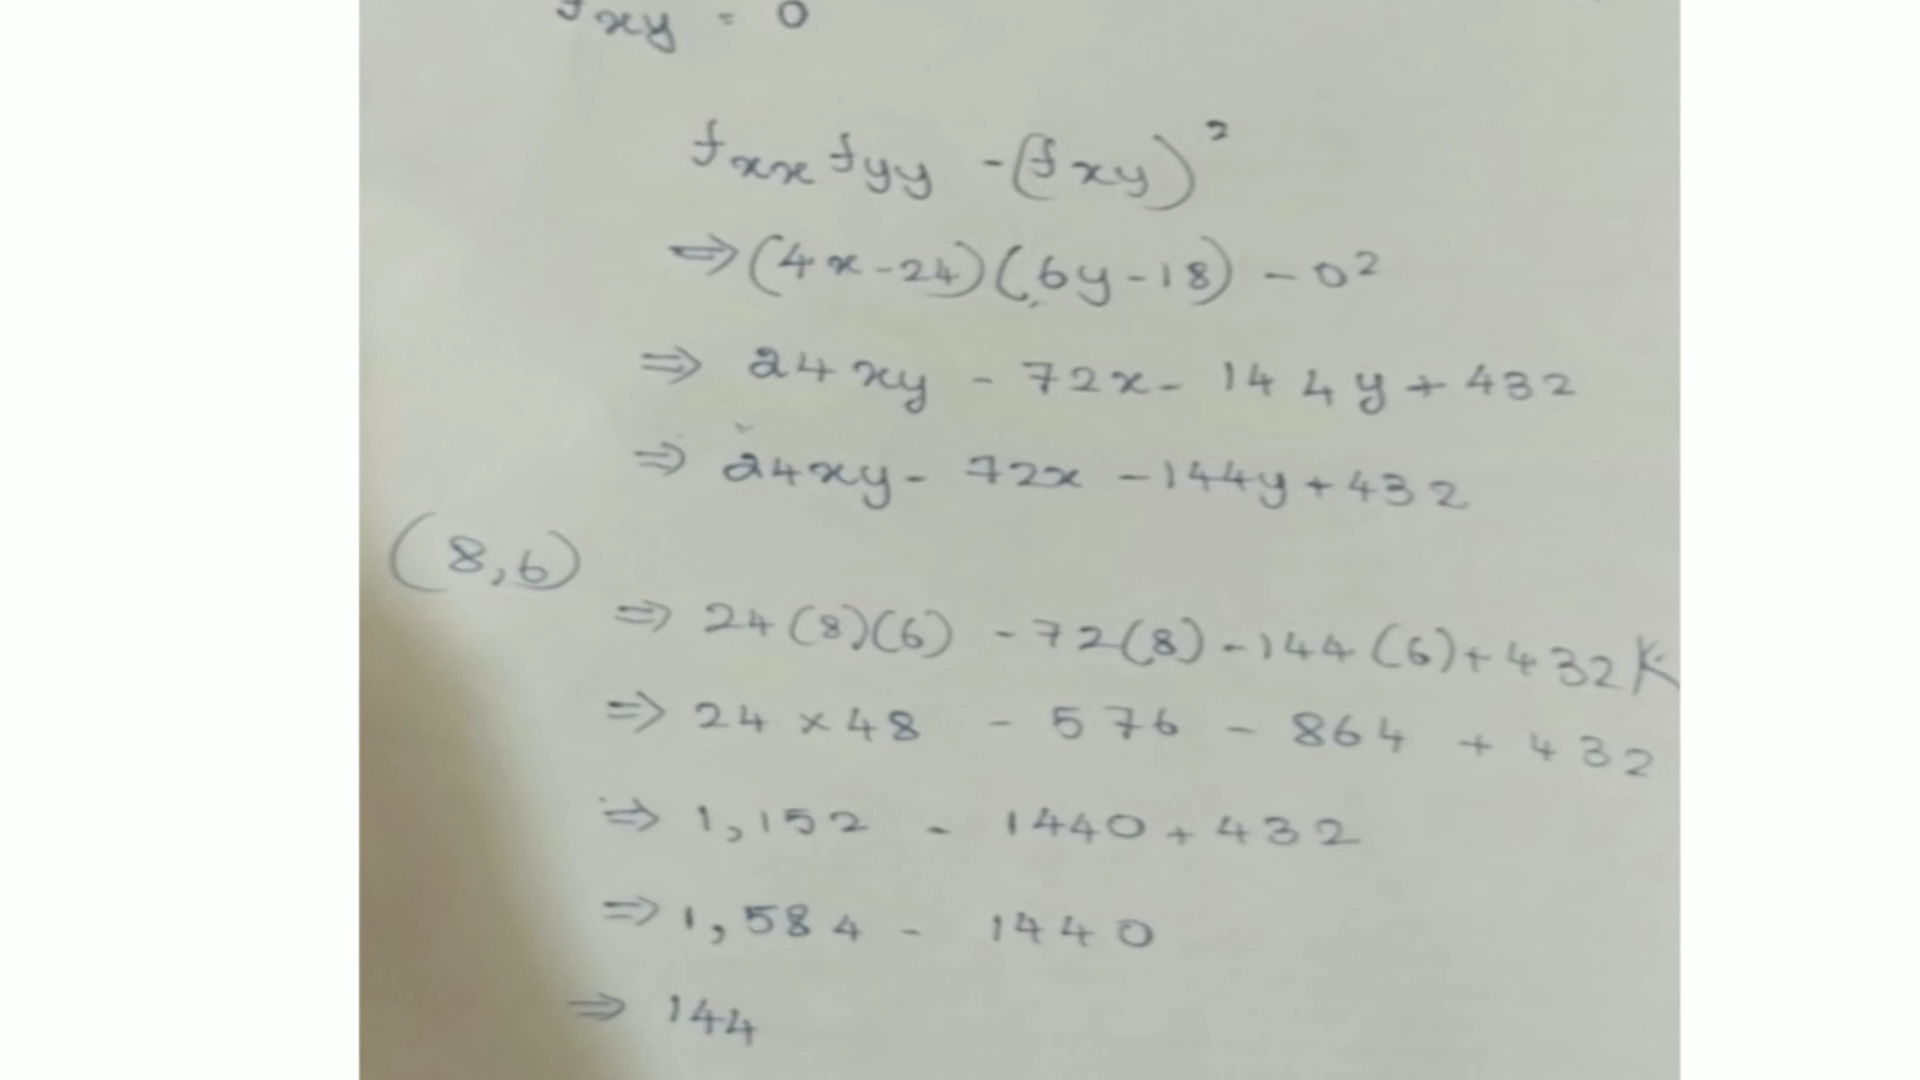 fxy = 0
fxx fyy - (fxy)²
⇒ (4x-24)(6y-18) - 0²
⇒ 24xy - 72x - 144y + 432
⇒ 24xy - 72x - 144y + 432
(8,6)
⇒ 24(8)(6) - 72(8) - 144(6) + 432
⇒ 24 × 48 - 576 - 864 + 432
⇒ 1,152 - 1440 + 432
⇒ 1,584 - 1440
⇒ 144